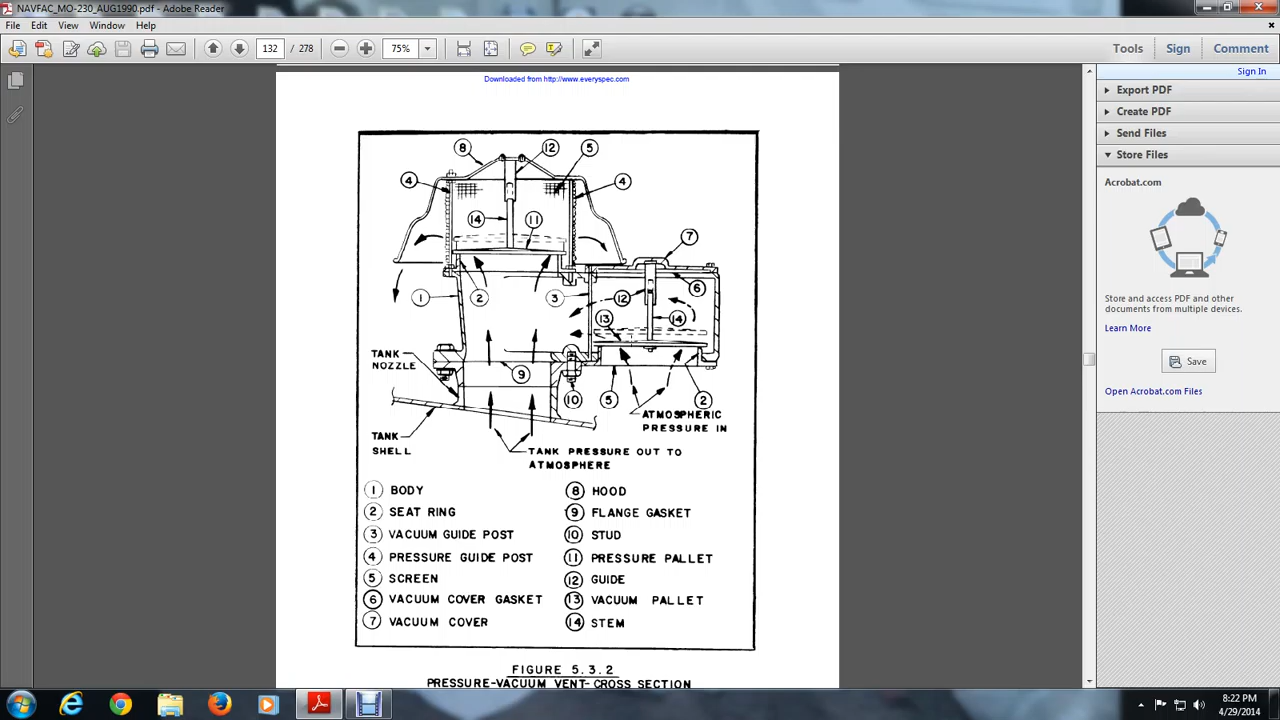 NAVFAC_MO-230_AUG1990.pdf - Adobe Reader
File Edit View Window Help
132 / 278 75% Tools Sign Comment
Sign In
Export PDF
Create PDF
Send Files
Store Files
Acrobat.com
Store and access PDF and other
documents from multiple devices.
Learn More
Save
Open Acrobat.com Files
Downloaded from http://www.everyspec.com
8 12 5
4 4
14 11
7
6
1 2 3 12
13 14
TANK
NOZZLE
9
10 5 2
ATMOSPHERIC
PRESSURE IN
TANK
SHELL
TANK PRESSURE OUT TO
ATMOSPHERE
1 BODY
2 SEAT RING
3 VACUUM GUIDE POST
4 PRESSURE GUIDE POST
5 SCREEN
6 VACUUM COVER GASKET
7 VACUUM COVER
8 HOOD
9 FLANGE GASKET
10 STUD
11 PRESSURE PALLET
12 GUIDE
13 VACUUM PALLET
14 STEM
FIGURE 5.3.2
PRESSURE-VACUUM VENT-CROSS SECTION
8:22 PM
4/29/2014